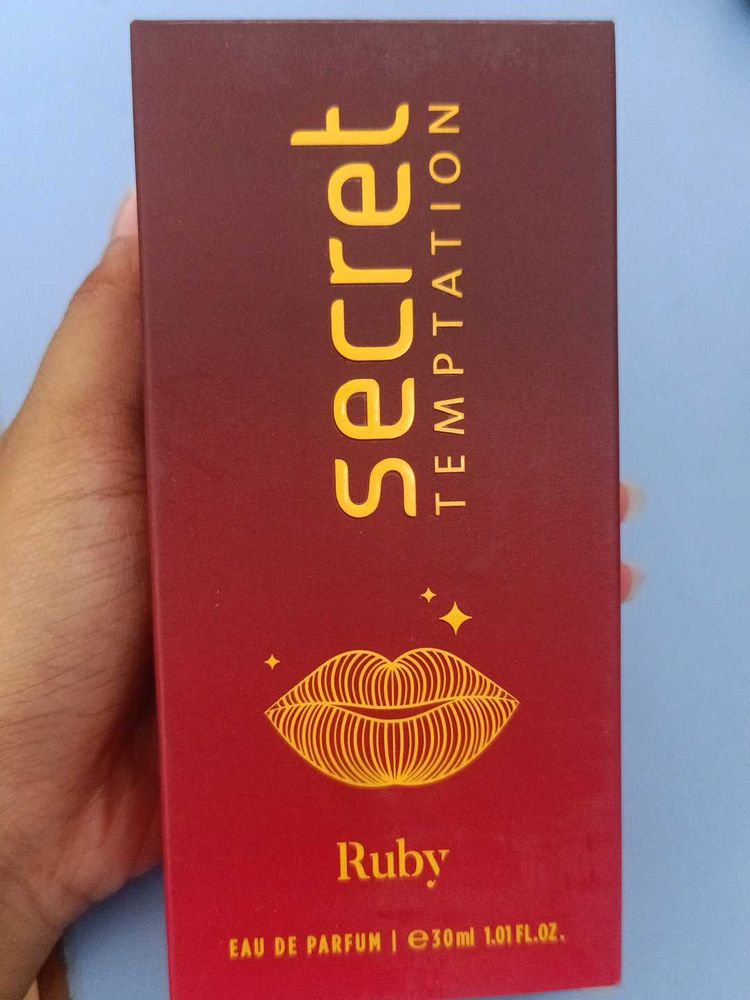 secret
TEMPTATION
Ruby
EAU DE PARFUM | ℮30ml 1.01 FL.OZ.